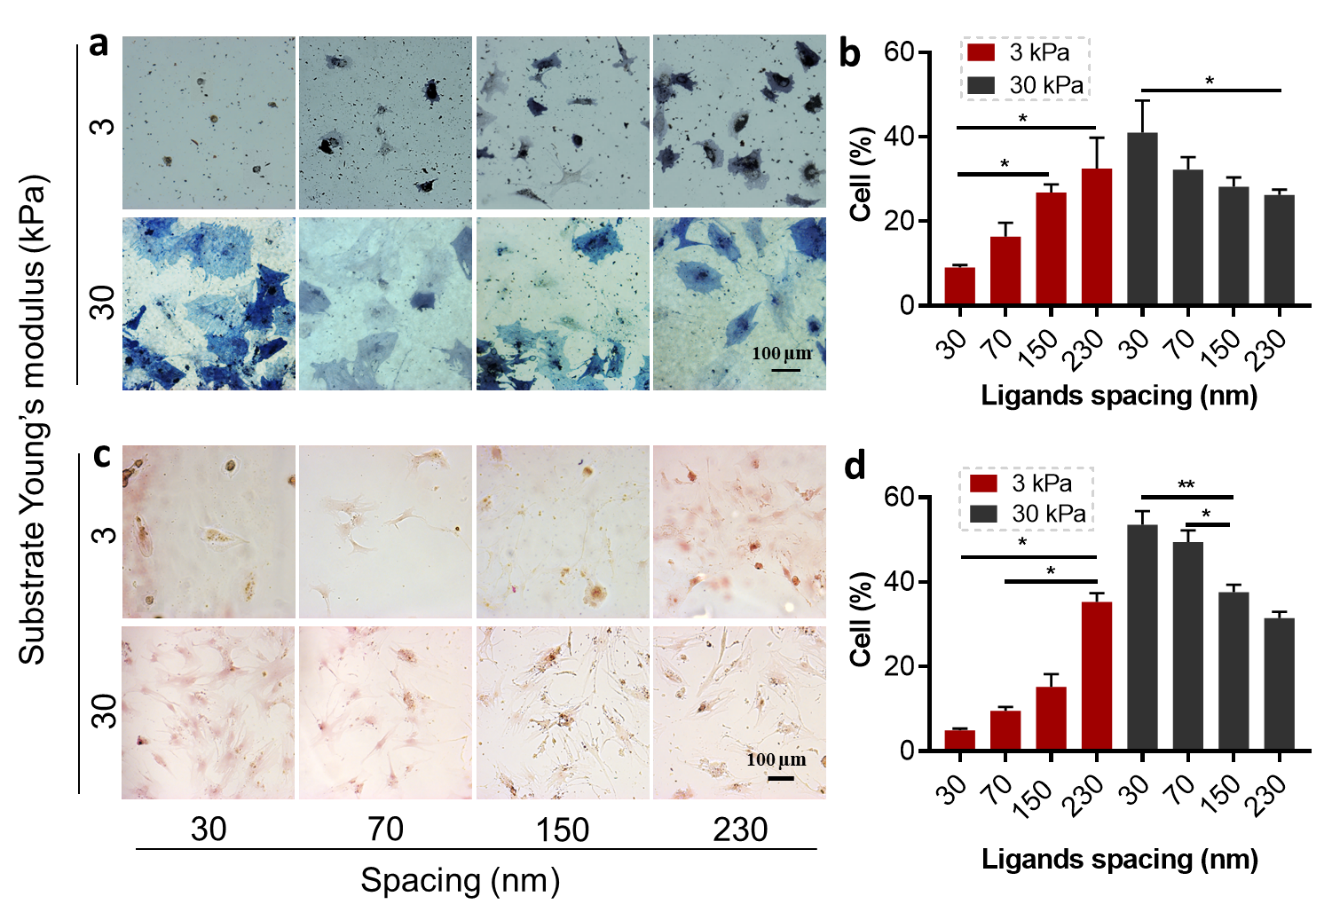 Substrate Young's modulus (kPa)
a
3
30
100 µm
b
3 kPa
30 kPa
60
40
20
0
Cell (%)
*
*
*
30 70 150 230 30 70 150 230
Ligands spacing (nm)
c
3
30
100 µm
30 70 150 230
Spacing (nm)
d
3 kPa
30 kPa
60
40
20
0
Cell (%)
**
*
*
*
30 70 150 230 30 70 150 230
Ligands spacing (nm)